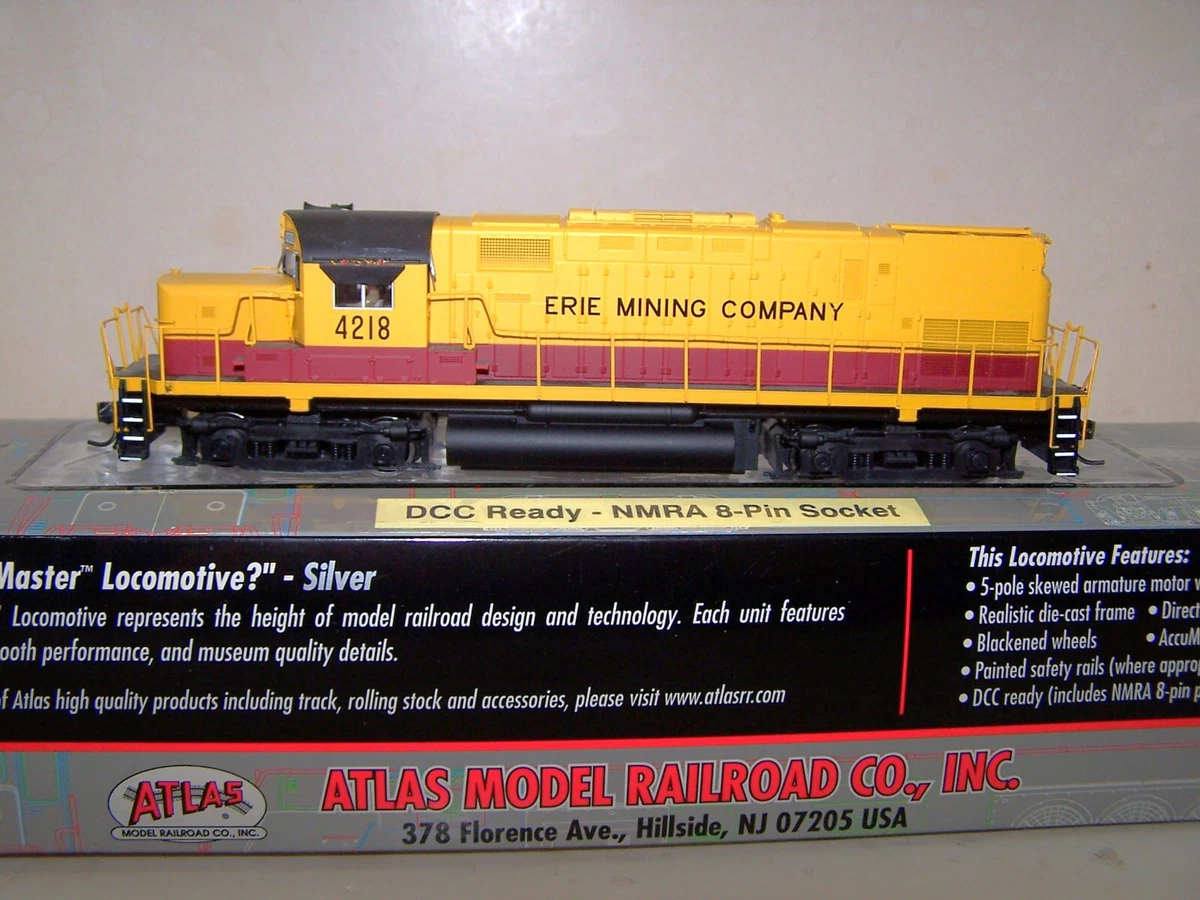 ERIE MINING COMPANY
4218
DCC Ready - NMRA 8-Pin Socket
Master™ Locomotive?" - Silver
Locomotive represents the height of model railroad design and technology. Each unit features
ooth performance, and museum quality details.
of Atlas high quality products including track, rolling stock and accessories, please visit www.atlasrr.com
This Locomotive Features:
• 5-pole skewed armature motor
• Realistic die-cast frame • Direct
• Blackened wheels • AccuM
• Painted safety rails (where approp
• DCC ready (includes NMRA 8-pin p
ATLAS®
MODEL RAILROAD CO., INC.
ATLAS MODEL RAILROAD CO., INC.
378 Florence Ave., Hillside, NJ 07205 USA